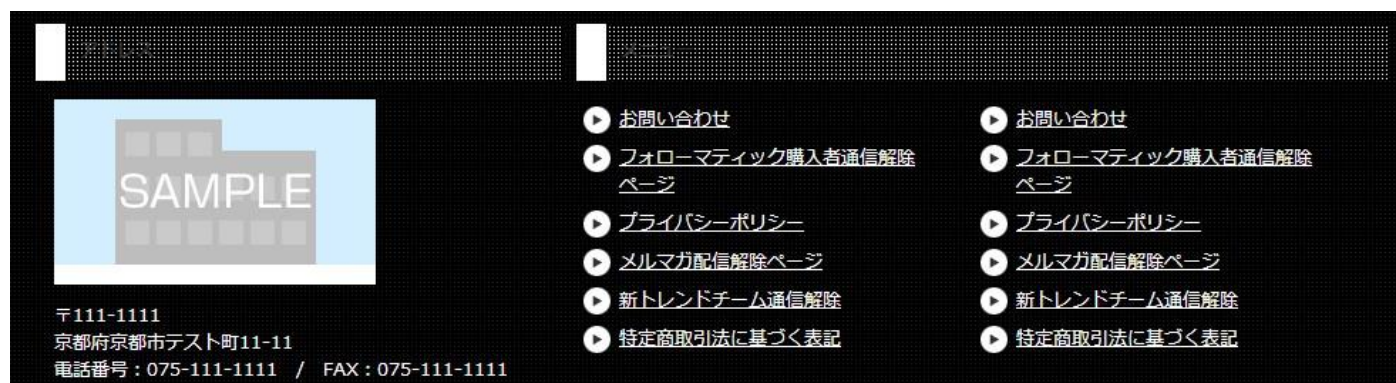 アドレス
メニュー
SAMPLE
〒111-1111
京都府京都市テスト町11-11
電話番号：075-111-1111 / FAX：075-111-1111
お問い合わせ
フォローマティック購入者通信解除
ページ
プライバシーポリシー
メルマガ配信解除ページ
新トレンドチーム通信解除
特定商取引法に基づく表記
お問い合わせ
フォローマティック購入者通信解除
ページ
プライバシーポリシー
メルマガ配信解除ページ
新トレンドチーム通信解除
特定商取引法に基づく表記